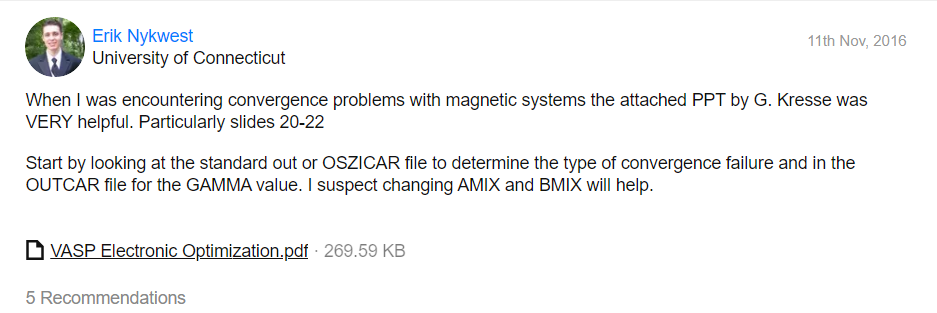 Erik Nykwest
11th Nov, 2016
University of Connecticut
When I was encountering convergence problems with magnetic systems the attached PPT by G. Kresse was
VERY helpful. Particularly slides 20-22
Start by looking at the standard out or OSZICAR file to determine the type of convergence failure and in the
OUTCAR file for the GAMMA value. I suspect changing AMIX and BMIX will help.
VASP Electronic Optimization.pdf · 269.59 KB
5 Recommendations